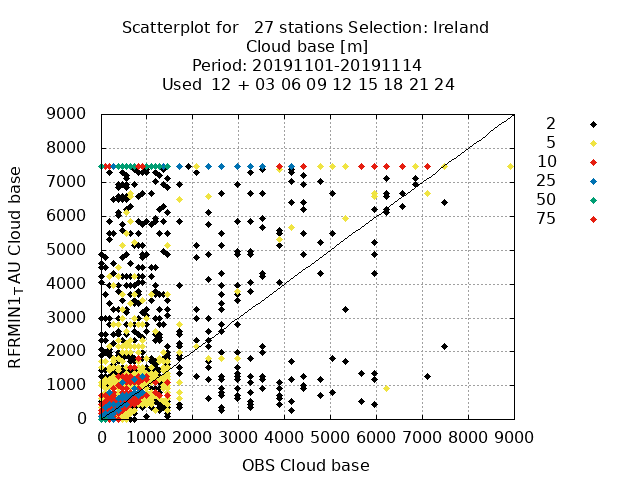 Scatterplot for 27 stations Selection: Ireland
Cloud base [m]
Period: 20191101-20191114
Used 12 + 03 06 09 12 15 18 21 24
RFRMIN1T AU Cloud base
9000
8000
7000
6000
5000
4000
3000
2000
1000
0
0 1000 2000 3000 4000 5000 6000 7000 8000 9000
OBS Cloud base
2
5
10
25
50
75